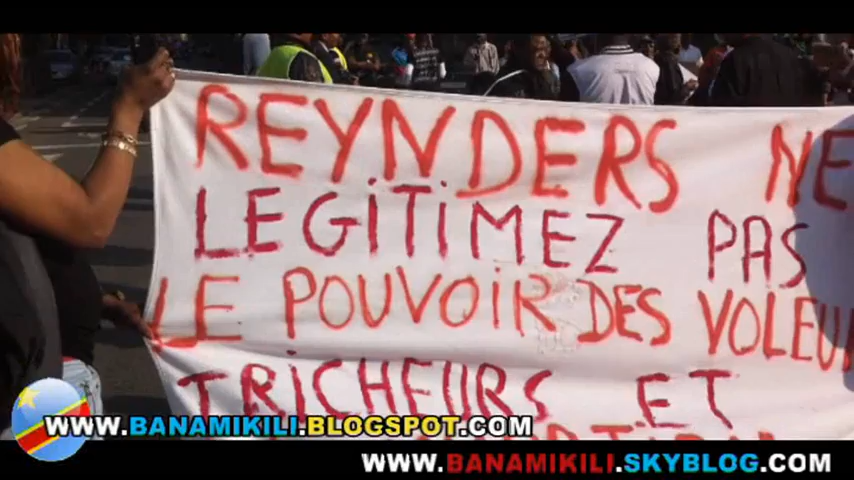 REYNDERS NE
LEGiTiMEZ PAS
LE POUVOiR DES VOLEUR
TRiCHEURS ET
WWW.BANAMIKILI.BLOGSPOT.COM
WWW.BANAMIKILI.SKYBLOG.COM